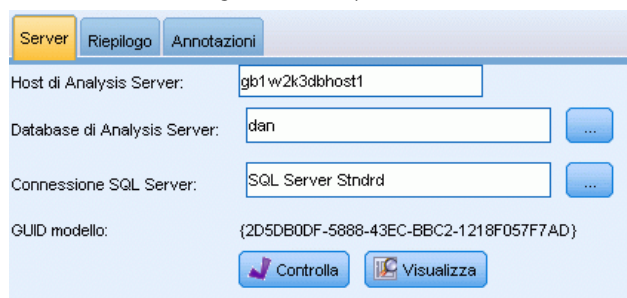 Server Riepilogo Annotazioni
Host di Analysis Server: gb1w2k3dbhost1
Database di Analysis Server: dan ...
Connessione SQL Server: SQL Server Stndrd ...
GUID modello: {2D5DB0DF-5888-43EC-BBC2-1218F057F7AD}
Controlla Visualizza